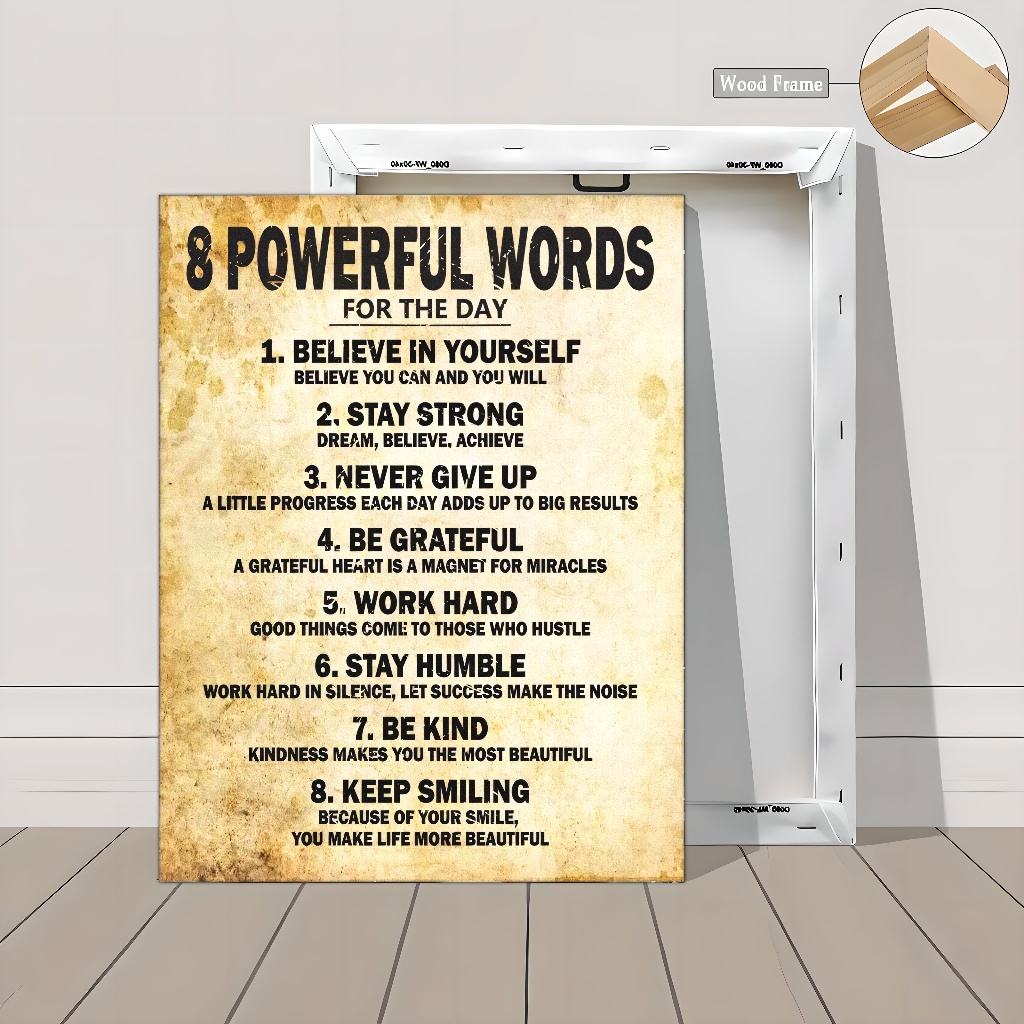 Wood Frame
8 POWERFUL WORDS
FOR THE DAY
1. BELIEVE IN YOURSELF
BELIEVE YOU CAN AND YOU WILL
2. STAY STRONG
DREAM, BELIEVE, ACHIEVE
3. NEVER GIVE UP
A LITTLE PROGRESS EACH DAY ADDS UP TO BIG RESULTS
4. BE GRATEFUL
A GRATEFUL HEART IS A MAGNET FOR MIRACLES
5. WORK HARD
GOOD THINGS COME TO THOSE WHO HUSTLE
6. STAY HUMBLE
WORK HARD IN SILENCE, LET SUCCESS MAKE THE NOISE
7. BE KIND
KINDNESS MAKES YOU THE MOST BEAUTIFUL
8. KEEP SMILING
BECAUSE OF YOUR SMILE,
YOU MAKE LIFE MORE BEAUTIFUL